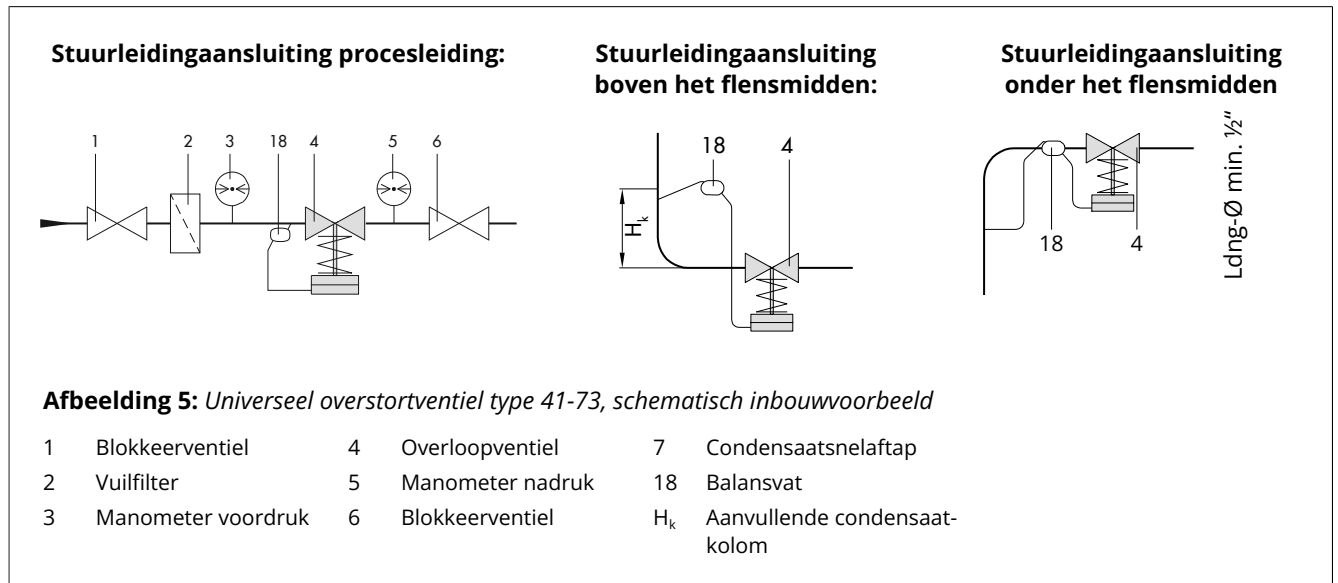 Stuurleidingaansluiting procesleiding:
1 2 3 18 4 5 6
Stuurleidingaansluiting
boven het flensmidden:
18 4
Hk
Stuurleidingaansluiting
onder het flensmidden
18 4
Ldng-Ø min. ½“
Afbeelding 5: Universeel overstortventiel type 41-73, schematisch inbouwvoorbeeld
1 Blokkeerventiel
2 Vuilfilter
3 Manometer voordruk
4 Overloopventiel
5 Manometer nadruk
6 Blokkeerventiel
7 Condensaatsnelaftap
18 Balansvat
Hk Aanvullende condensaat-
kolom